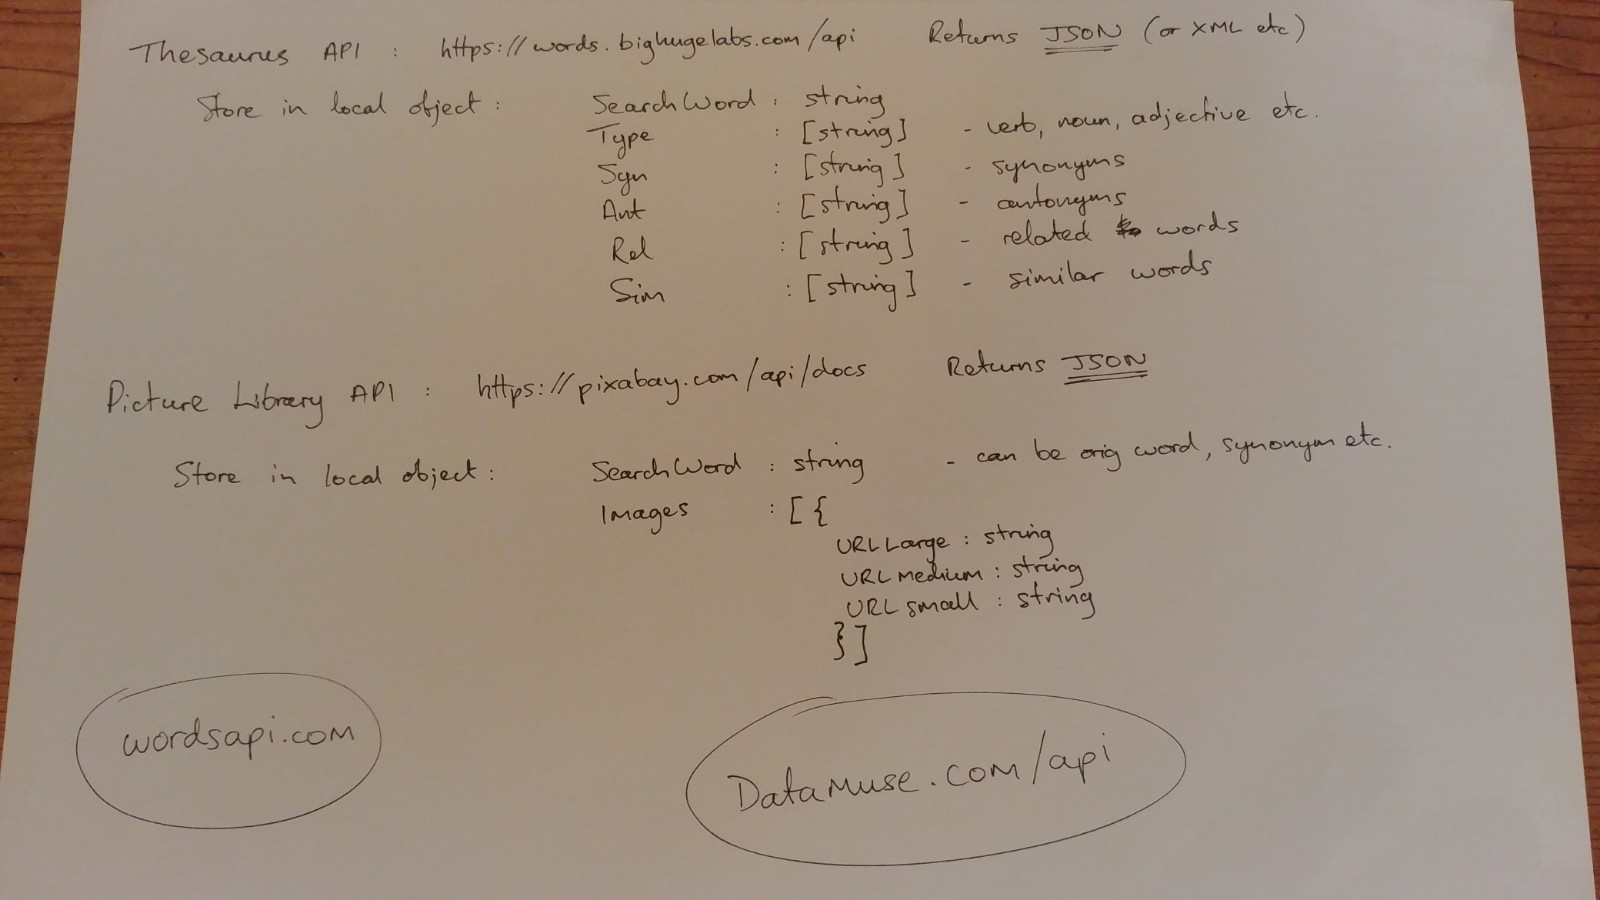 Thesaurus API : https://words.bighugelabs.com/api Returns JSON (or XML etc)
Store in local object : SearchWord : string
Type : [string] - verb, noun, adjective etc.
Syn : [string] - synonyms
Ant : [string] - antonyms
Rel : [string] - related words
Sim : [string] - similar words
Picture Library API : https://pixabay.com/api/docs Returns JSON
Store in local object : SearchWord : string - can be orig word, synonym etc.
Images : [{
URLLarge : string
URLmedium : string
URLsmall : string
}]
wordsapi.com
Datamuse.com/api